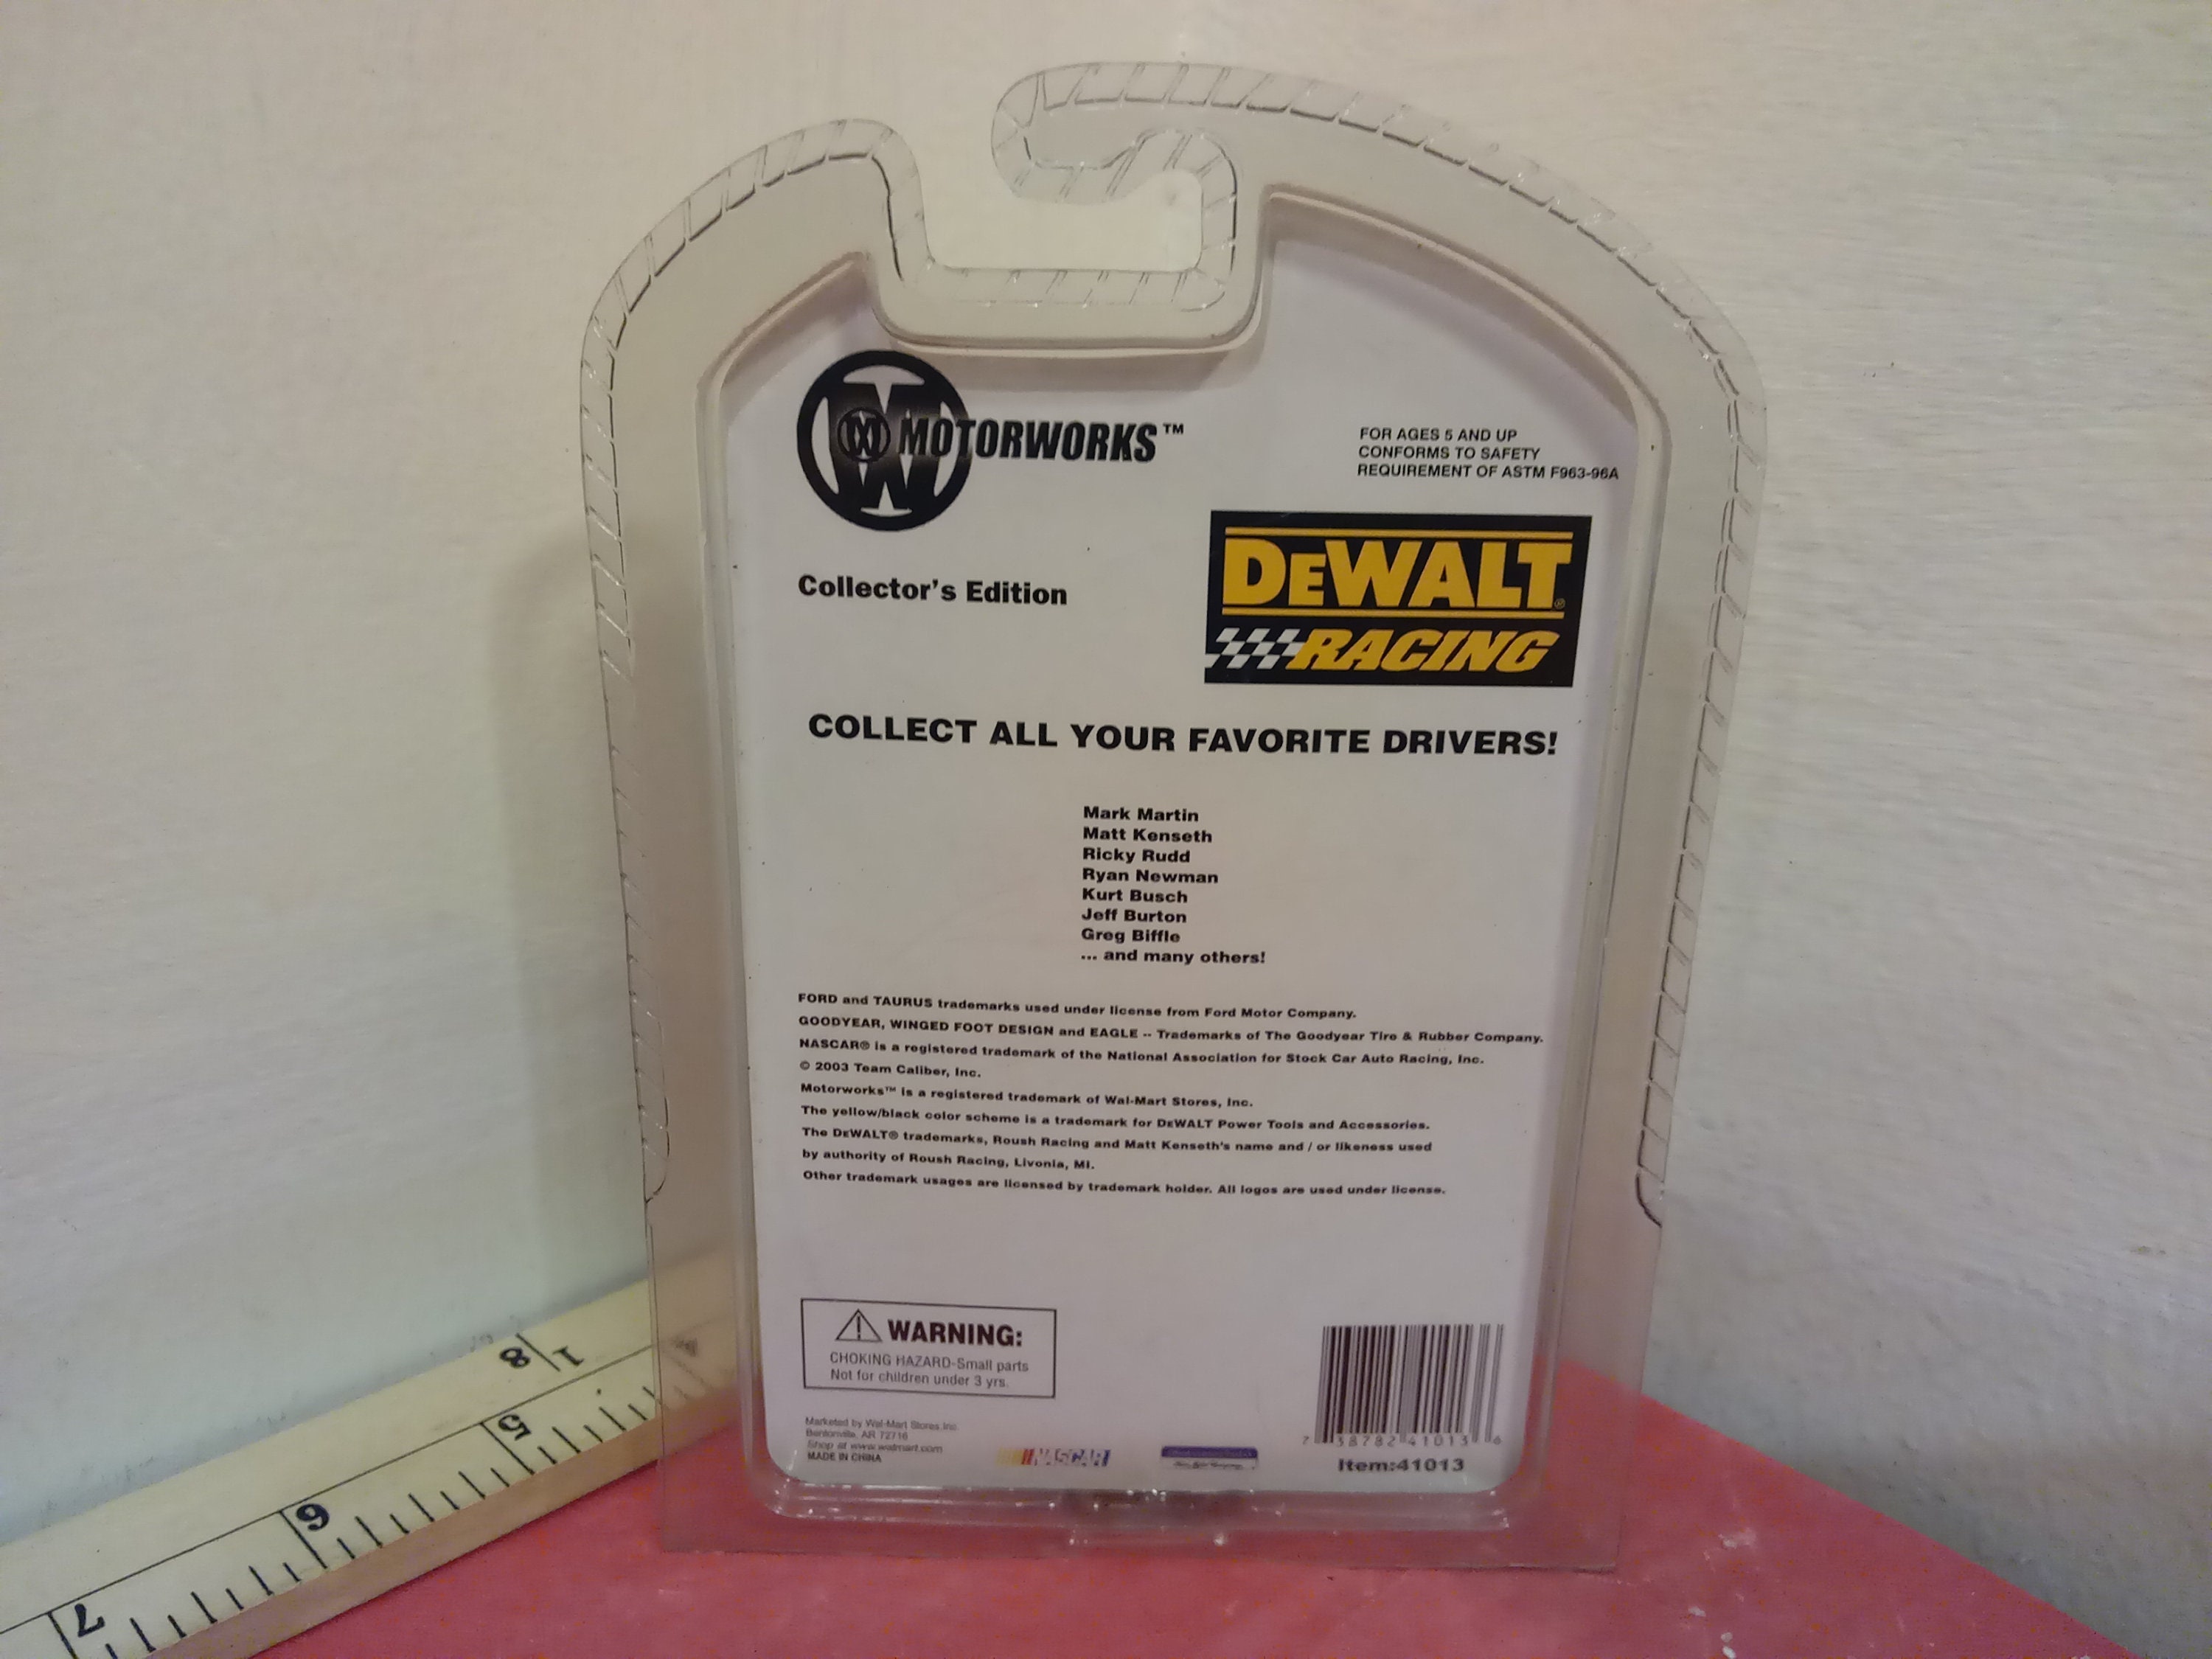 MOTORWORKS™
FOR AGES 5 AND UP
CONFORMS TO SAFETY
REQUIREMENT OF ASTM F963-96A
Collector's Edition
DEWALT®
RACING
COLLECT ALL YOUR FAVORITE DRIVERS!
Mark Martin
Matt Kenseth
Ricky Rudd
Ryan Newman
Kurt Busch
Jeff Burton
Greg Biffle
... and many others!
FORD and TAURUS trademarks used under license from Ford Motor Company.
GOODYEAR, WINGED FOOT DESIGN and EAGLE -- Trademarks of The Goodyear Tire & Rubber Company.
NASCAR® is a registered trademark of the National Association for Stock Car Auto Racing, Inc.
© 2003 Team Caliber, Inc.
Motorworks™ is a registered trademark of Wal-Mart Stores, Inc.
The yellow/black color scheme is a trademark for DEWALT Power Tools and Accessories.
The DEWALT® trademarks, Roush Racing and Matt Kenseth's name and / or likeness used
by authority of Roush Racing, Livonia, MI.
Other trademark usages are licensed by trademark holder. All logos are used under license.
WARNING:
CHOKING HAZARD-Small parts
Not for children under 3 yrs.
Marketed by Wal-Mart Stores, Inc.
Bentonville, AR 72716
Shop at www.walmart.com
MADE IN CHINA
NASCAR
7 38782 41013 6
Item:41013
1
8
5
6
7